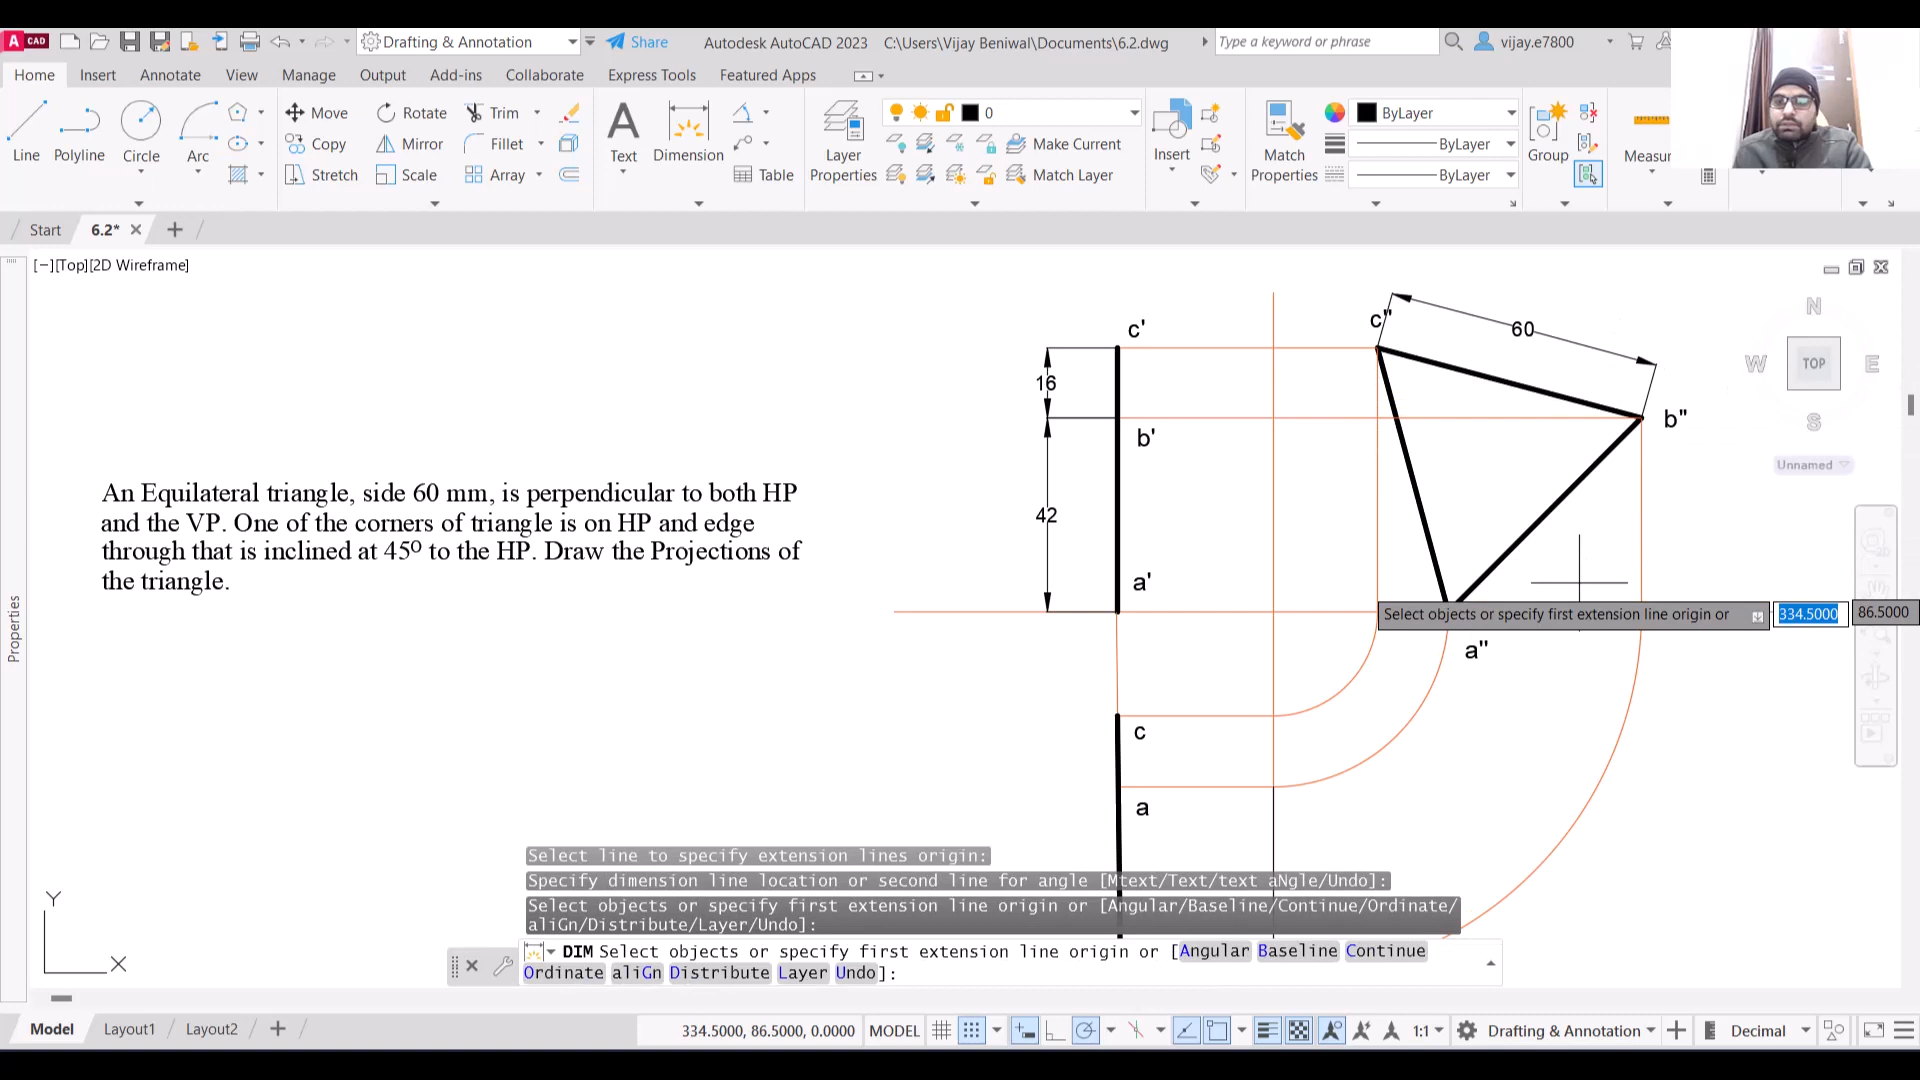 A CAD
Drafting & Annotation
Share
Autodesk AutoCAD 2023 C:\Users\Vijay Beniwal\Documents\6.2.dwg
Type a keyword or phrase
vijay.e7800
Home Insert Annotate View Manage Output Add-ins Collaborate Express Tools Featured Apps
Line Polyline Circle Arc
Move Rotate Trim
Copy Mirror Fillet
Stretch Scale Array
Text Dimension Table
Layer Properties
0
Make Current
Match Layer
Insert
Match Properties
ByLayer
ByLayer
ByLayer
Group
Measur
Start 6.2*
[−][Top][2D Wireframe]
N
W TOP E
S
Unnamed
c'
c"
60
16
b"
b'
42
An Equilateral triangle, side 60 mm, is perpendicular to both HP
and the VP. One of the corners of triangle is on HP and edge
through that is inclined at 45⁰ to the HP. Draw the Projections of
the triangle.
a'
Select objects or specify first extension line origin or 334.5000 86.5000
a"
Properties
c
a
Select line to specify extension lines origin:
Specify dimension line location or second line for angle [Mtext/Text/text aNgle/Undo]:
Select objects or specify first extension line origin or [Angular/Baseline/Continue/Ordinate/
aliGn/Distribute/Layer/Undo]:
DIM Select objects or specify first extension line origin or [Angular Baseline Continue
Ordinate aliGn Distribute Layer Undo]:
Y
X
Model Layout1 Layout2
334.5000, 86.5000, 0.0000 MODEL
1:1
Drafting & Annotation
Decimal